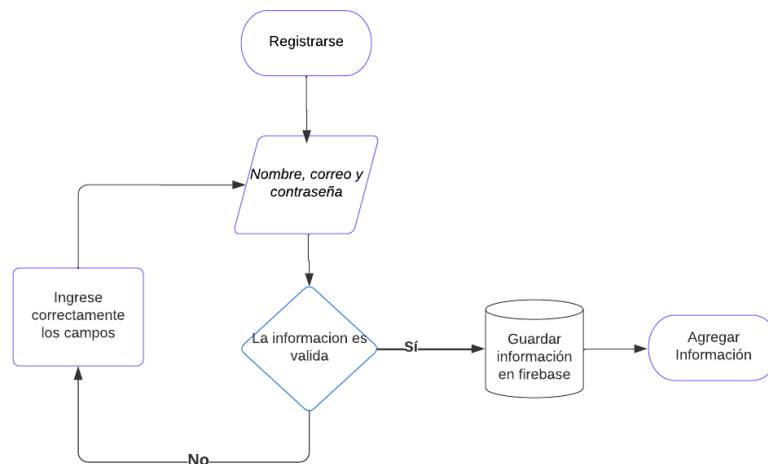 Registrarse
Nombre, correo y
contraseña
Ingrese
correctamente
los campos
La informacion es
valida
Sí
Guardar
información
en firebase
Agregar
Información
No